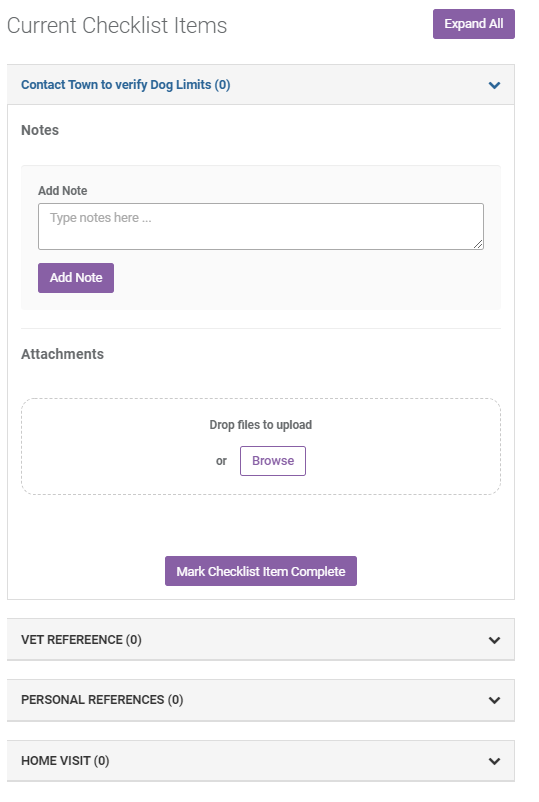 Current Checklist Items
Expand All
Contact Town to verify Dog Limits (0)
Notes
Add Note
Type notes here ...
Add Note
Attachments
Drop files to upload
or Browse
Mark Checklist Item Complete
VET REFEREENCE (0)
PERSONAL REFERENCES (0)
HOME VISIT (0)